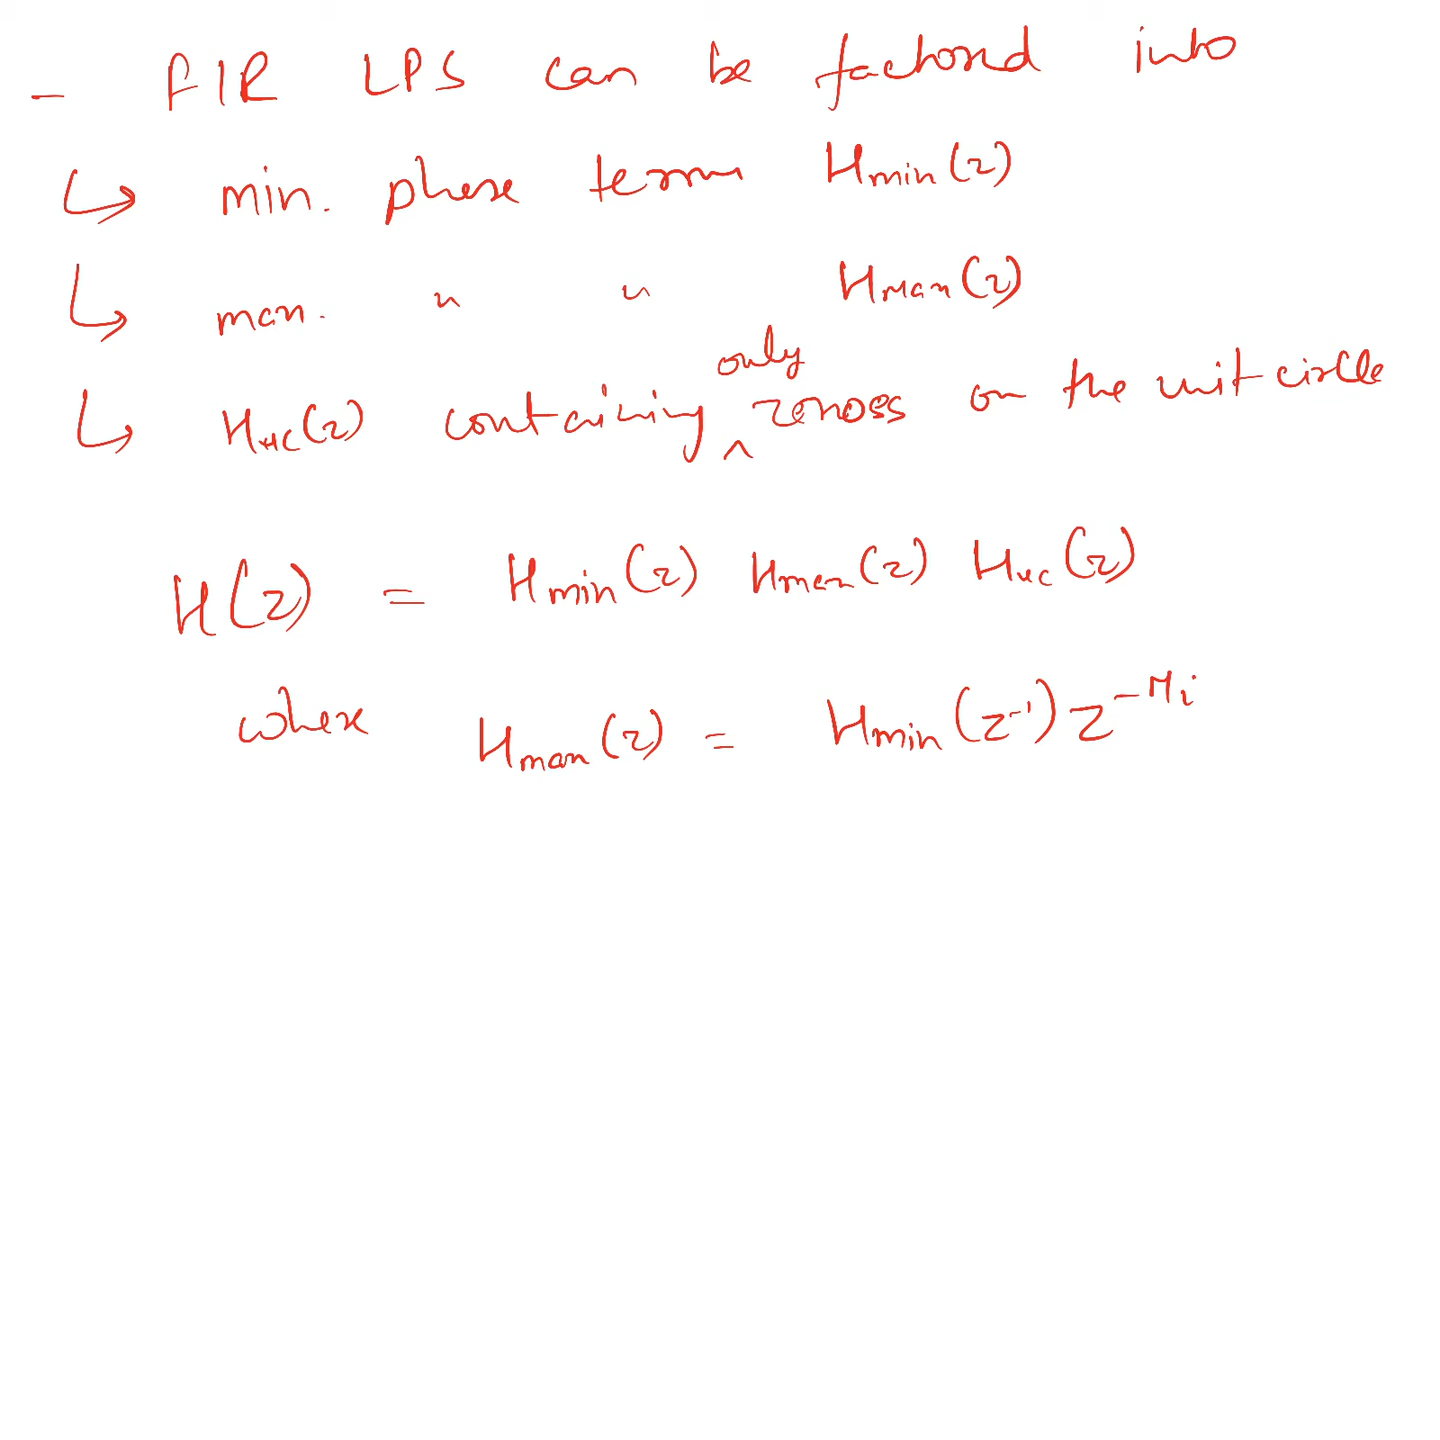 - FIR LPS can be factored into
↳ min. phase term Hmin(z)
↳ max. " " Hmax(z)
↳ Huc(z) containing only zeroes on the unit circle
H(z) = Hmin(z) Hmax(z) Huc(z)
where Hmax(z) = Hmin(z⁻¹) z^{-Mi}